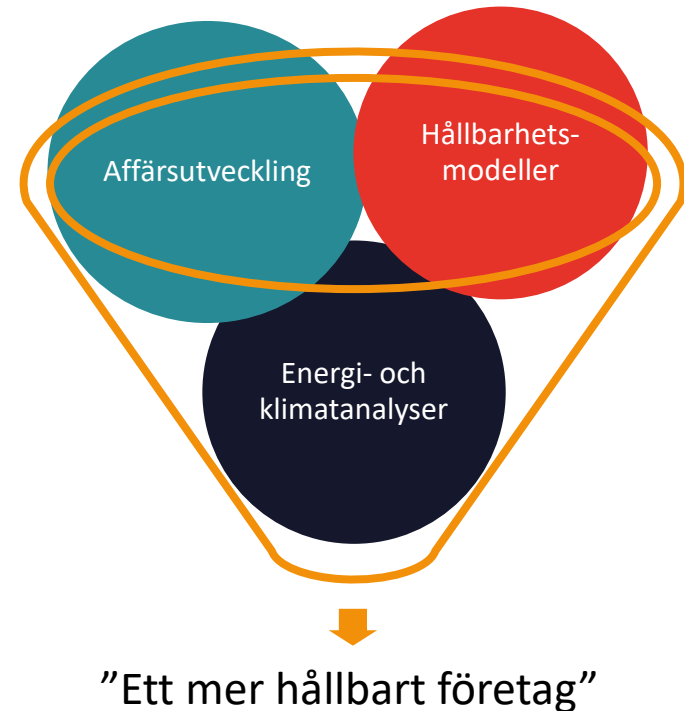 Affärsutveckling
Hållbarhets-
modeller
Energi- och
klimatanalyser
”Ett mer hållbart företag”